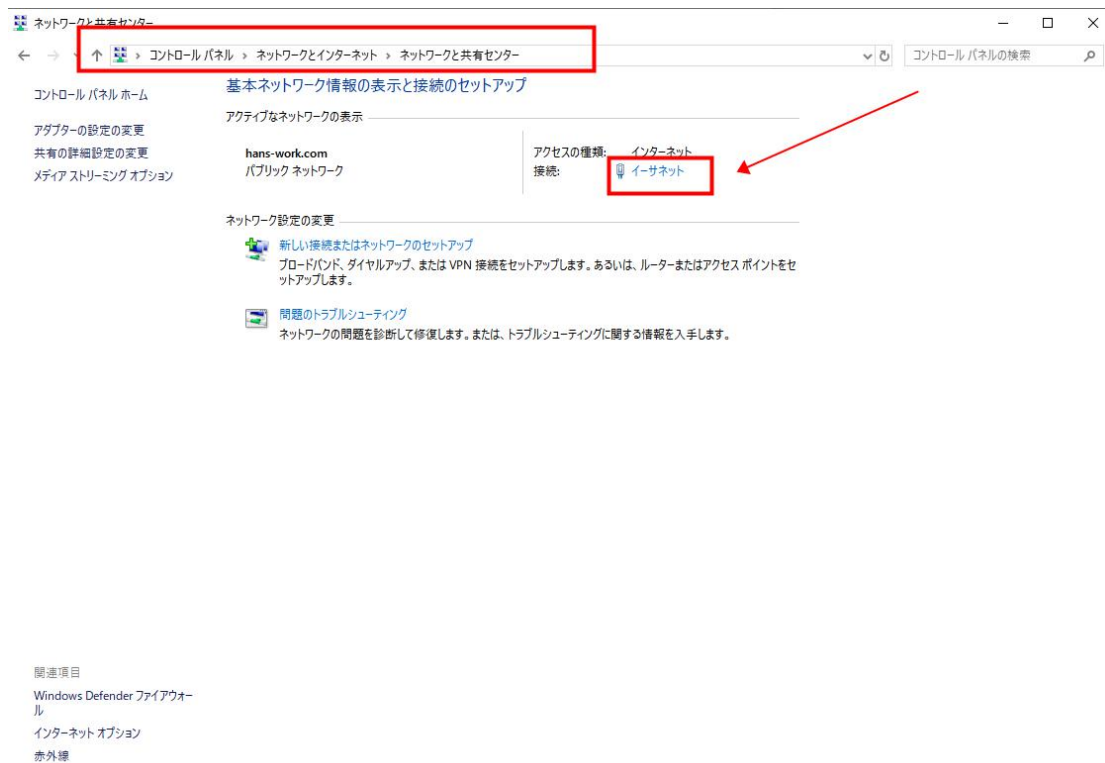 ネットワークと共有センター
コントロール パネル › ネットワークとインターネット › ネットワークと共有センター
コントロール パネルの検索
コントロール パネル ホーム
アダプターの設定の変更
共有の詳細設定の変更
メディア ストリーミング オプション
基本ネットワーク情報の表示と接続のセットアップ
アクティブなネットワークの表示
hans-work.com
パブリック ネットワーク
アクセスの種類: インターネット
接続: イーサネット
ネットワーク設定の変更
新しい接続またはネットワークのセットアップ
ブロードバンド、ダイヤルアップ、または VPN 接続をセットアップします。あるいは、ルーターまたはアクセス ポイントをセ
ットアップします。
問題のトラブルシューティング
ネットワークの問題を診断して修復します。または、トラブルシューティングに関する情報を入手します。
関連項目
Windows Defender ファイアウォー
ル
インターネット オプション
赤外線